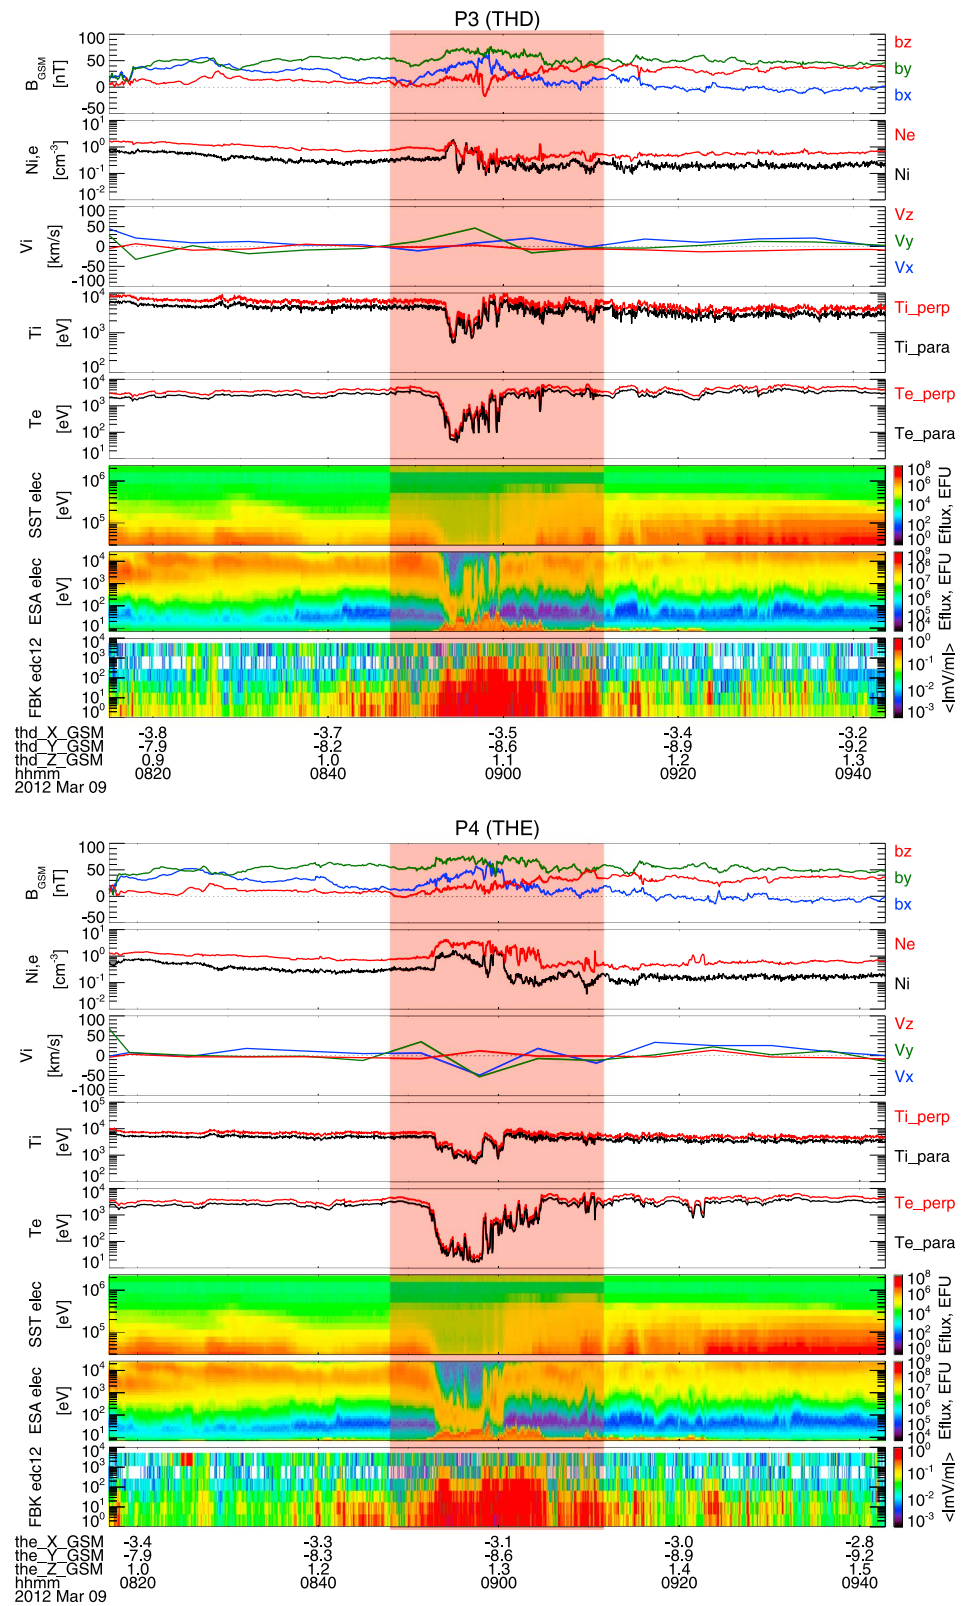 P3 (THD)
100
50
0
-50
B_GSM
[nT]
bz
by
bx
10^1
10^0
10^-1
10^-2
Ni,e
[cm^-3]
Ne
Ni
100
50
0
-50
-100
Vi
[km/s]
Vz
Vy
Vx
10^4
10^3
10^2
Ti
[eV]
Ti_perp
Ti_para
10^4
10^3
10^2
10^1
Te
[eV]
Te_perp
Te_para
10^6
10^5
SST elec
[eV]
10^8
10^6
10^4
10^2
10^0
Eflux, EFU
10^4
10^3
10^2
10^1
ESA elec
[eV]
10^9
10^8
10^7
10^6
10^5
10^4
Eflux, EFU
10^4
10^3
10^2
10^1
10^0
FBK edc12
10^0
10^-1
10^-2
10^-3
<|mV/m|>
thd_X_GSM -3.8 -3.7 -3.5 -3.4 -3.2
thd_Y_GSM -7.9 -8.2 -8.6 -8.9 -9.2
thd_Z_GSM 0.9 1.0 1.1 1.2 1.3
hhmm 0820 0840 0900 0920 0940
2012 Mar 09
P4 (THE)
100
50
0
-50
B_GSM
[nT]
bz
by
bx
10^1
10^0
10^-1
10^-2
Ni,e
[cm^-3]
Ne
Ni
100
50
0
-50
-100
Vi
[km/s]
Vz
Vy
Vx
10^5
10^4
10^3
10^2
Ti
[eV]
Ti_perp
Ti_para
10^4
10^3
10^2
10^1
Te
[eV]
Te_perp
Te_para
10^6
10^5
SST elec
[eV]
10^8
10^6
10^4
10^2
10^0
Eflux, EFU
10^4
10^3
10^2
10^1
ESA elec
[eV]
10^9
10^8
10^7
10^6
10^5
10^4
Eflux, EFU
10^4
10^3
10^2
10^1
10^0
FBK edc12
10^0
10^-1
10^-2
10^-3
<|mV/m|>
the_X_GSM -3.4 -3.3 -3.1 -3.0 -2.8
the_Y_GSM -7.9 -8.3 -8.6 -8.9 -9.2
the_Z_GSM 1.0 1.2 1.3 1.4 1.5
hhmm 0820 0840 0900 0920 0940
2012 Mar 09